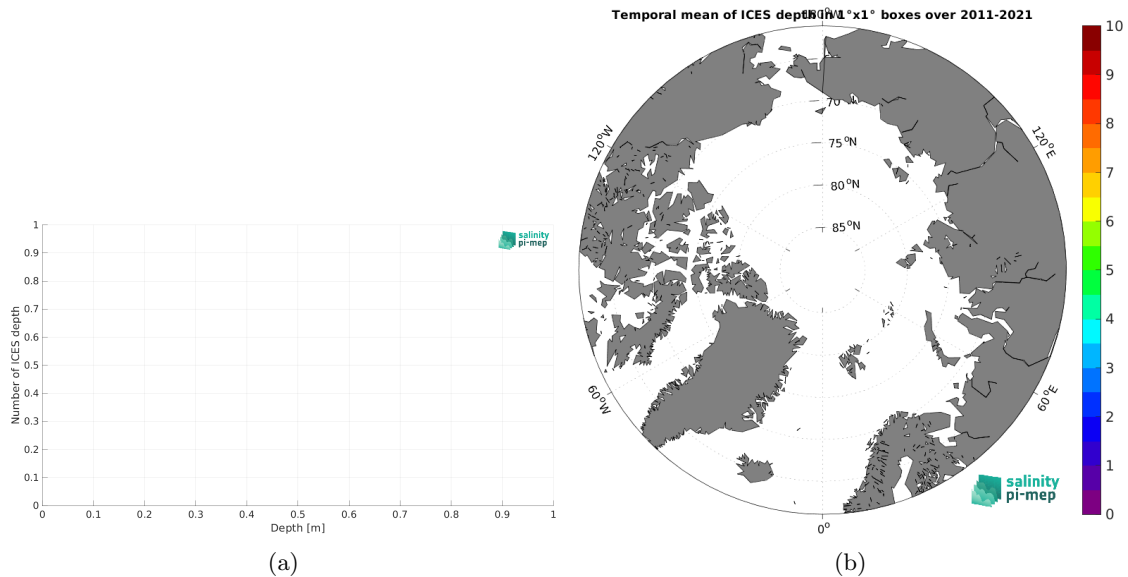 Temporal mean of ICES depth in 1°x1° boxes over 2011-2021
180°W
120°W
120°E
60°W
60°E
0°
70°N
75°N
80°N
85°N
10
9
8
7
6
5
4
3
2
1
0
salinity
pi-mep
1
0.9
0.8
0.7
0.6
0.5
0.4
0.3
0.2
0.1
0
Number of ICES depth
salinity
pi-mep
0 0.1 0.2 0.3 0.4 0.5 0.6 0.7 0.8 0.9 1
Depth [m]
(a)
(b)